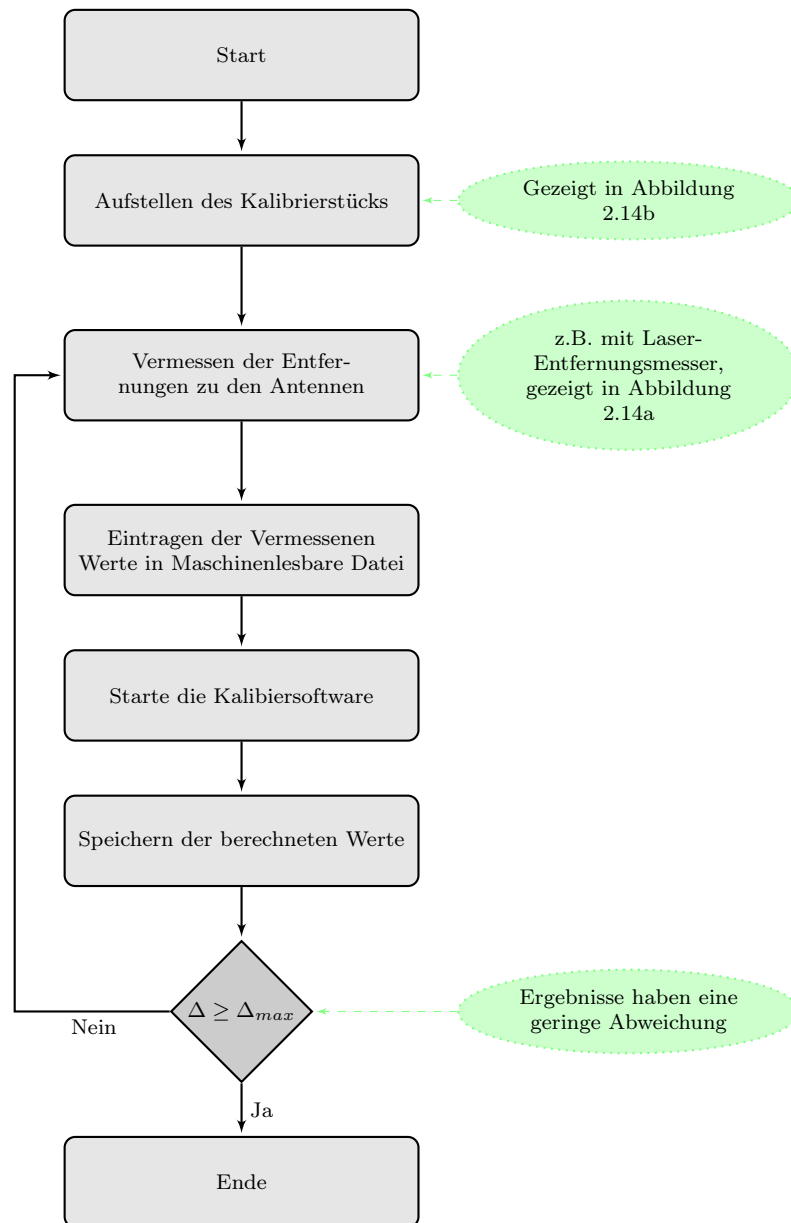 Start
Aufstellen des Kalibrierstücks
Gezeigt in Abbildung
2.14b
Vermessen der Entfer-
nungen zu den Antennen
z.B. mit Laser-
Entfernungsmesser,
gezeigt in Abbildung
2.14a
Eintragen der Vermessenen
Werte in Maschinenlesbare Datei
Starte die Kalibiersoftware
Speichern der berechneten Werte
Δ ≥ Δmax
Ergebnisse haben eine
geringe Abweichung
Nein
Ja
Ende